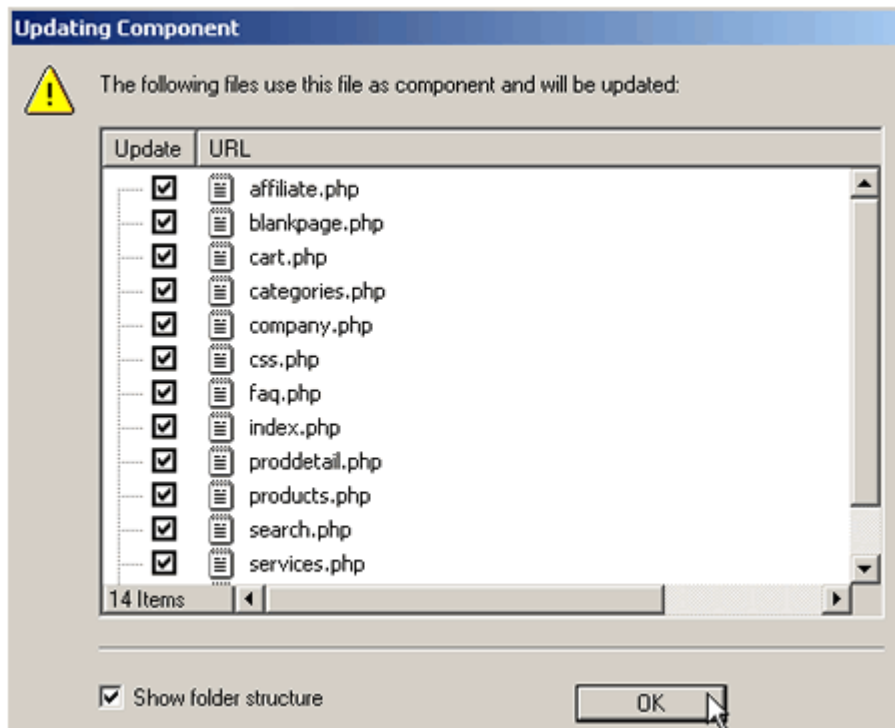 Updating Component
The following files use this file as component and will be updated:
Update URL
affiliate.php
blankpage.php
cart.php
categories.php
company.php
css.php
faq.php
index.php
proddetail.php
products.php
search.php
services.php
14 Items
Show folder structure
OK